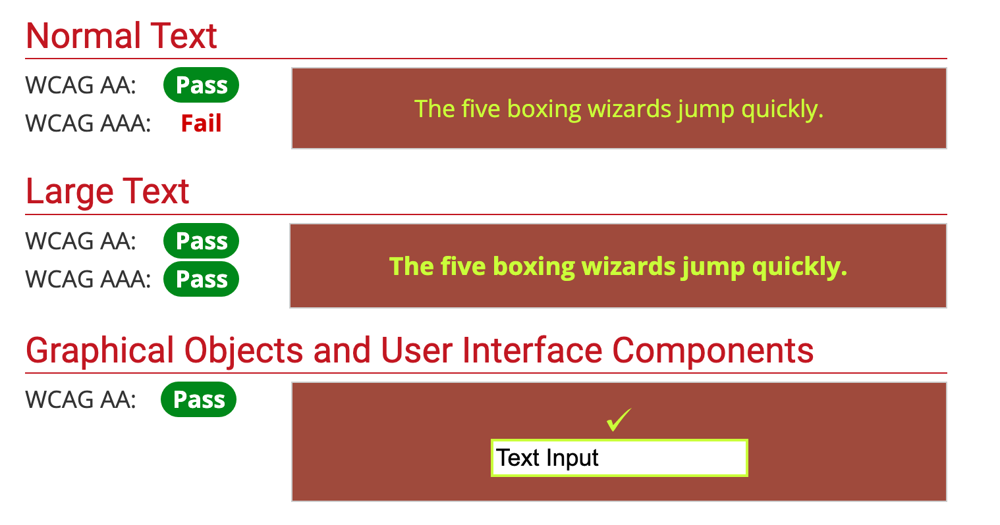 Normal Text
WCAG AA: Pass
WCAG AAA: Fail
The five boxing wizards jump quickly.
Large Text
WCAG AA: Pass
WCAG AAA: Pass
The five boxing wizards jump quickly.
Graphical Objects and User Interface Components
WCAG AA: Pass
Text Input